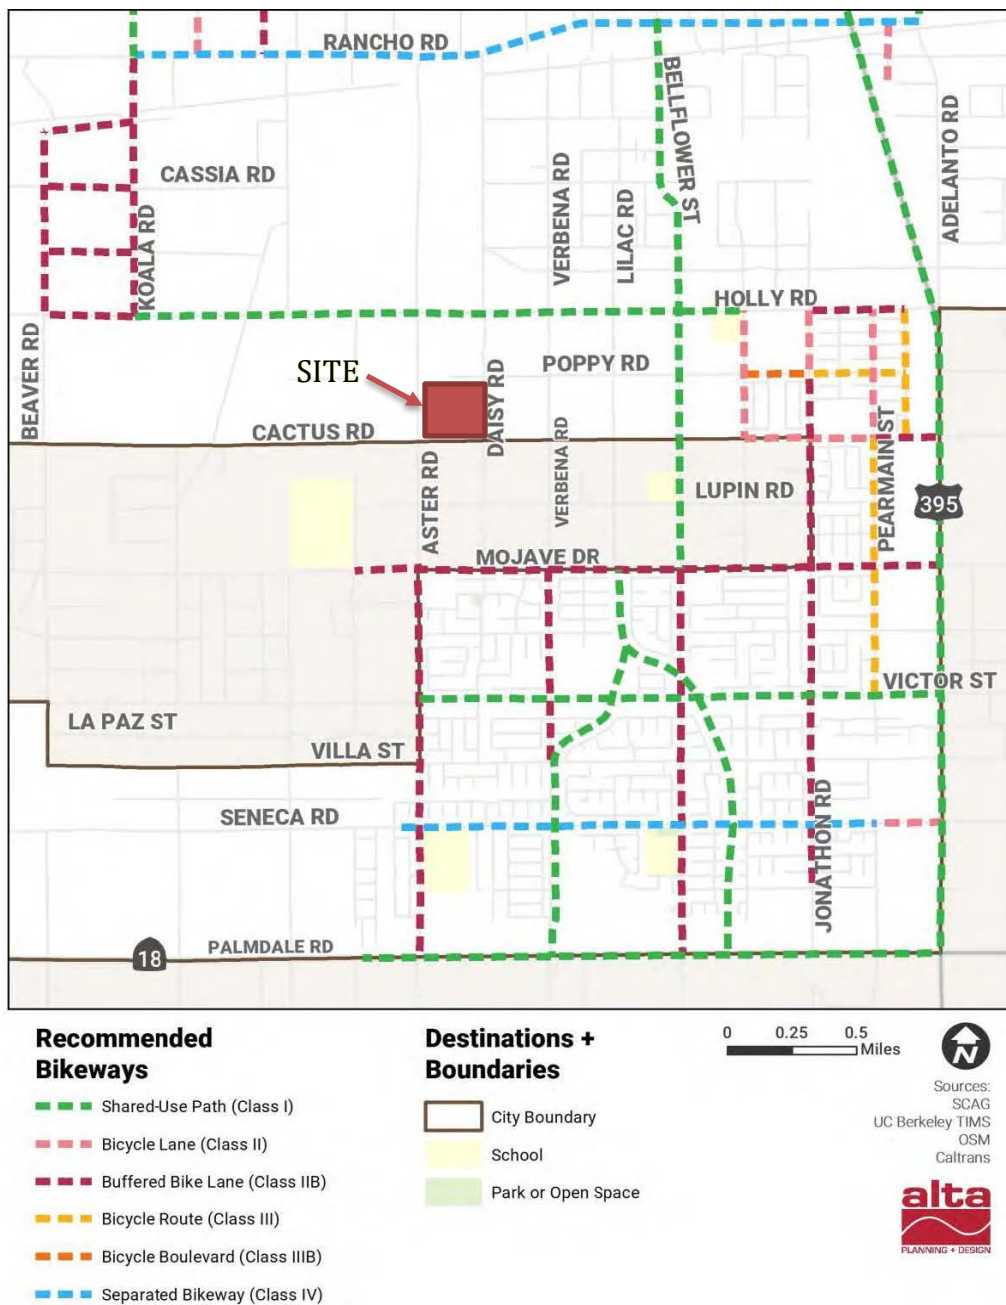 RANCHO RD
BELLFLOWER ST
ADELANTO RD
CASSIA RD
VERBENA RD
LILAC RD
KOALA RD
HOLLY RD
BEAVER RD
SITE
POPPY RD
DAISY RD
CACTUS RD
PEARMAIN ST
VERBENA RD
ASTER RD
LUPIN RD
395
MOJAVE DR
VICTOR ST
LA PAZ ST
VILLA ST
SENECA RD
JONATHON RD
PALMDALE RD
18
Recommended
Bikeways
Shared-Use Path (Class I)
Bicycle Lane (Class II)
Buffered Bike Lane (Class IIB)
Bicycle Route (Class III)
Bicycle Boulevard (Class IIIB)
Separated Bikeway (Class IV)
Destinations +
Boundaries
City Boundary
School
Park or Open Space
0 0.25 0.5
Miles
N
Sources:
SCAG
UC Berkeley TIMS
OSM
Caltrans
alta
PLANNING + DESIGN